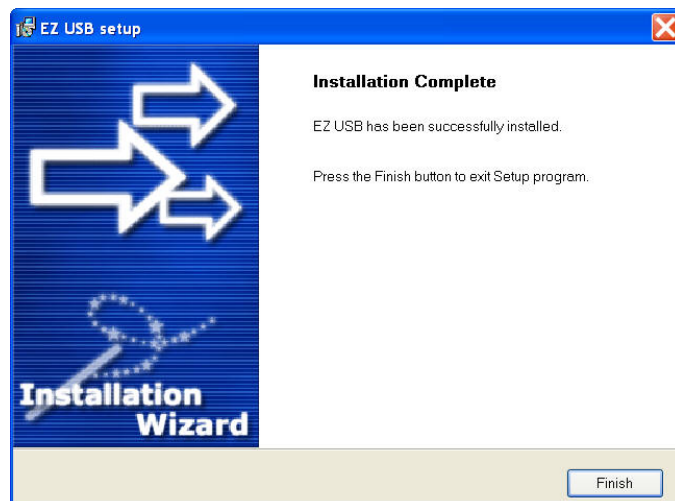 EZ USB setup
Installation Complete
EZ USB has been successfully installed.
Press the Finish button to exit Setup program.
Installation
Wizard
Finish